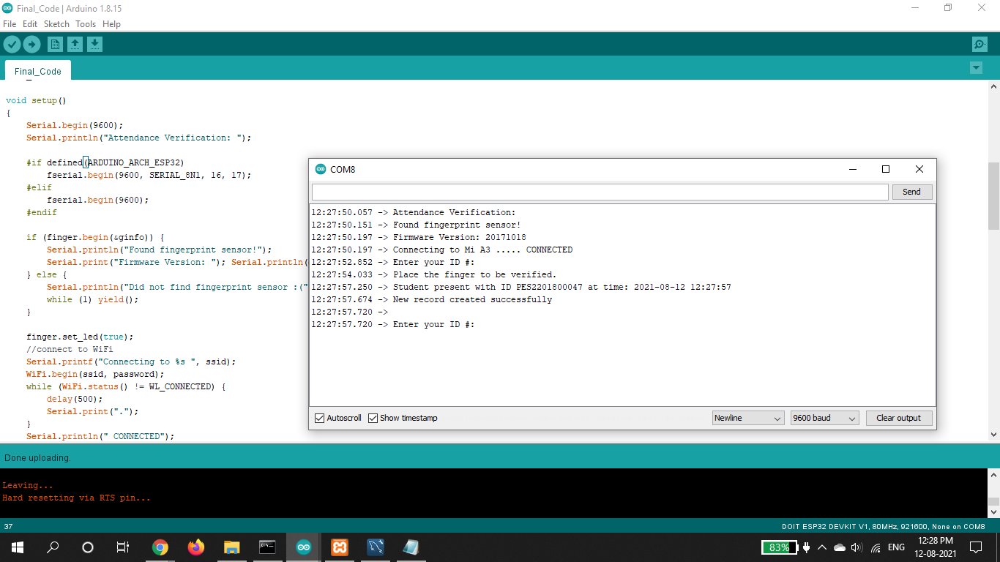 Final_Code | Arduino 1.8.15
File Edit Sketch Tools Help
Final_Code
void setup()
{
Serial.begin(9600);
Serial.println("Attendance Verification: ");
#if defined(ARDUINO_ARCH_ESP32)
fserial.begin(9600, SERIAL_8N1, 16, 17);
#elif
fserial.begin(9600);
#endif
if (finger.begin(&ginfo)) {
Serial.println("Found fingerprint sensor!");
Serial.print("Firmware Version: "); Serial.println(
} else {
Serial.println("Did not find fingerprint sensor :("
while (1) yield();
}
finger.set_led(true);
//connect to WiFi
Serial.printf("Connecting to %s ", ssid);
WiFi.begin(ssid, password);
while (WiFi.status() != WL_CONNECTED) {
delay(500);
Serial.print(".");
}
Serial.println(" CONNECTED");
COM8
Send
12:27:50.057 -> Attendance Verification:
12:27:50.151 -> Found fingerprint sensor!
12:27:50.197 -> Firmware Version: 20171018
12:27:50.197 -> Connecting to Mi A3 ..... CONNECTED
12:27:52.852 -> Enter your ID #:
12:27:54.033 -> Place the finger to be verified.
12:27:57.250 -> Student present with ID PES2201800047 at time: 2021-08-12 12:27:57
12:27:57.674 -> New record created successfully
12:27:57.720 ->
12:27:57.720 -> Enter your ID #:
Autoscroll Show timestamp Newline 9600 baud Clear output
Done uploading.
Leaving...
Hard resetting via RTS pin...
37 DOIT ESP32 DEVKIT V1, 80MHz, 921600, None on COM8
83% ENG 12:28 PM
12-08-2021